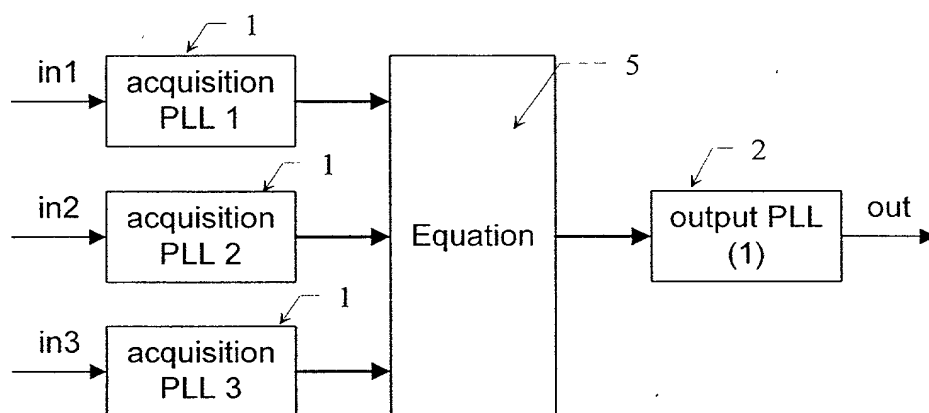 1
in1
acquisition
PLL 1
5
1
in2
acquisition
PLL 2
Equation
2
output PLL
(1)
out
1
in3
acquisition
PLL 3